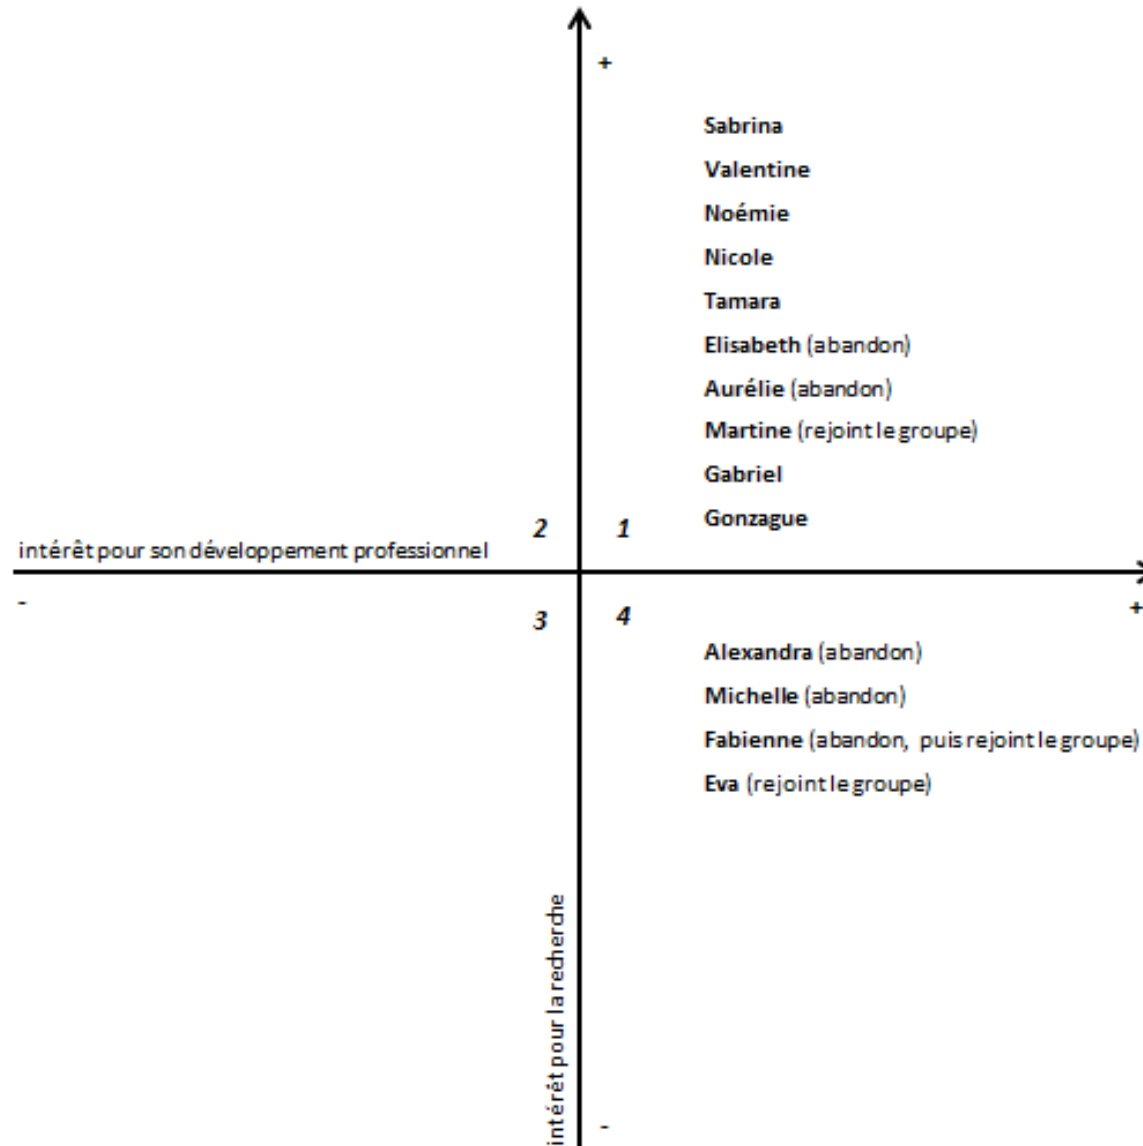 +
Sabrina
Valentine
Noémie
Nicole
Tamara
Elisabeth (abandon)
Aurélie (abandon)
Martine (rejoint le groupe)
Gabriel
Gonzague
2 1
intérêt pour son développement professionnel
- +
3 4
Alexandra (abandon)
Michelle (abandon)
Fabienne (abandon, puis rejoint le groupe)
Eva (rejoint le groupe)
intérêt pour la recherche
-